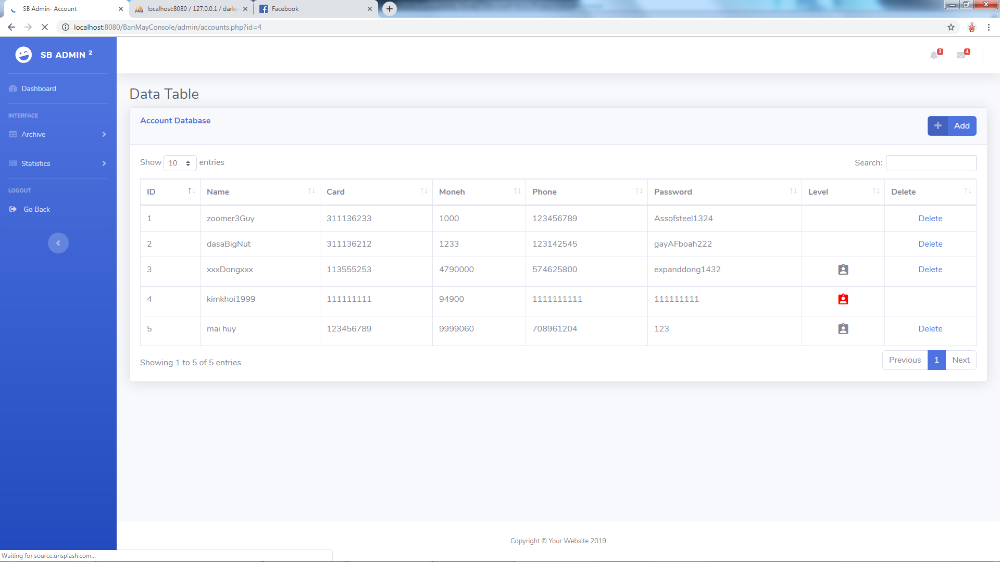 SB Admin- Account
localhost:8080 / 127.0.0.1 / darks
Facebook
localhost:8080/BanMayConsole/admin/accounts.php?id=4
SB ADMIN 2
3
4
Dashboard
INTERFACE
Archive
Statistics
LOGOUT
Go Back
Data Table
Account Database
Add
Show 10 entries
Search:
ID Name Card Moneh Phone Password Level Delete
1 zoomer3Guy 311136233 1000 123456789 Assofsteel1324 Delete
2 dasaBigNut 311136212 1233 123142545 gayAFboah222 Delete
3 xxxDongxxx 113555253 4790000 574625800 expanddong1432 Delete
4 kimkhoi1999 111111111 94900 1111111111 111111111
5 mai huy 123456789 9999060 708961204 123 Delete
Showing 1 to 5 of 5 entries
Previous 1 Next
Copyright © Your Website 2019
Waiting for source.unsplash.com...